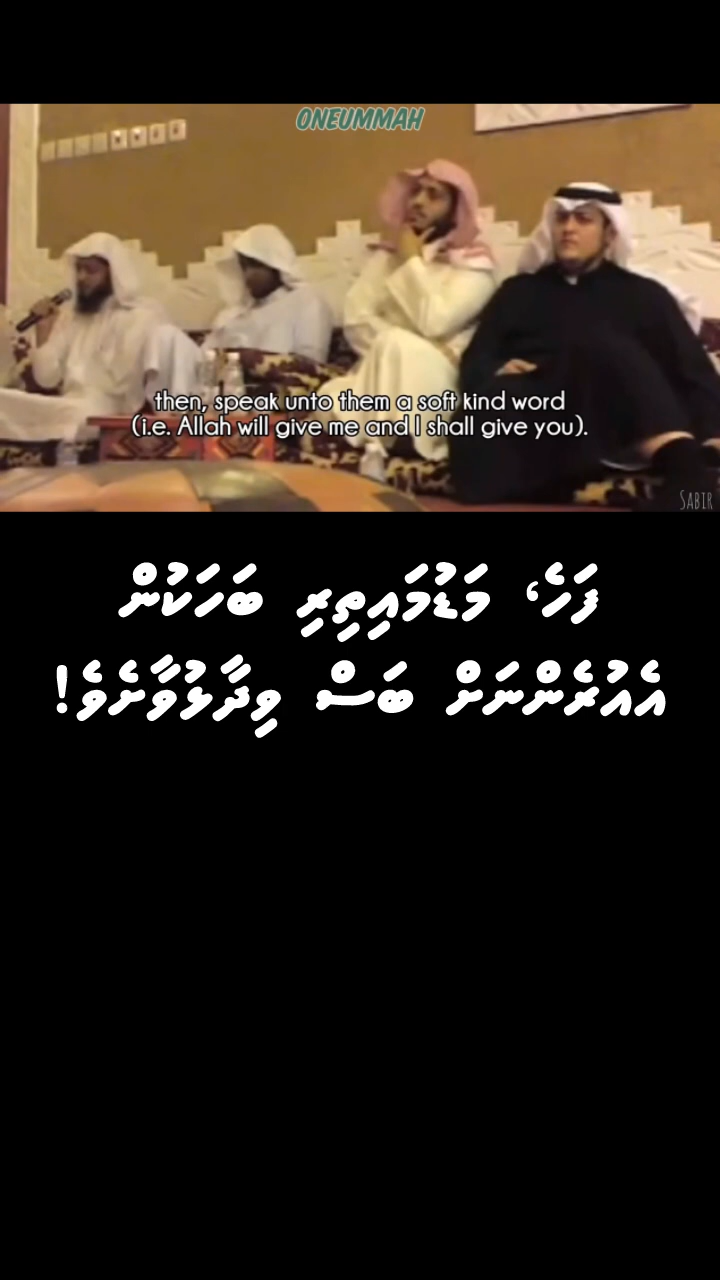 ONEUMMAH
then, speak unto them a soft kind word
(i.e. Allah will give me and I shall give you).
SABIR
ފަހެ، މަޑުމައިތިރި ބަހަކުން
އެއުރެންނަށް ބަސް ވިދާޅުވާށެވެ!